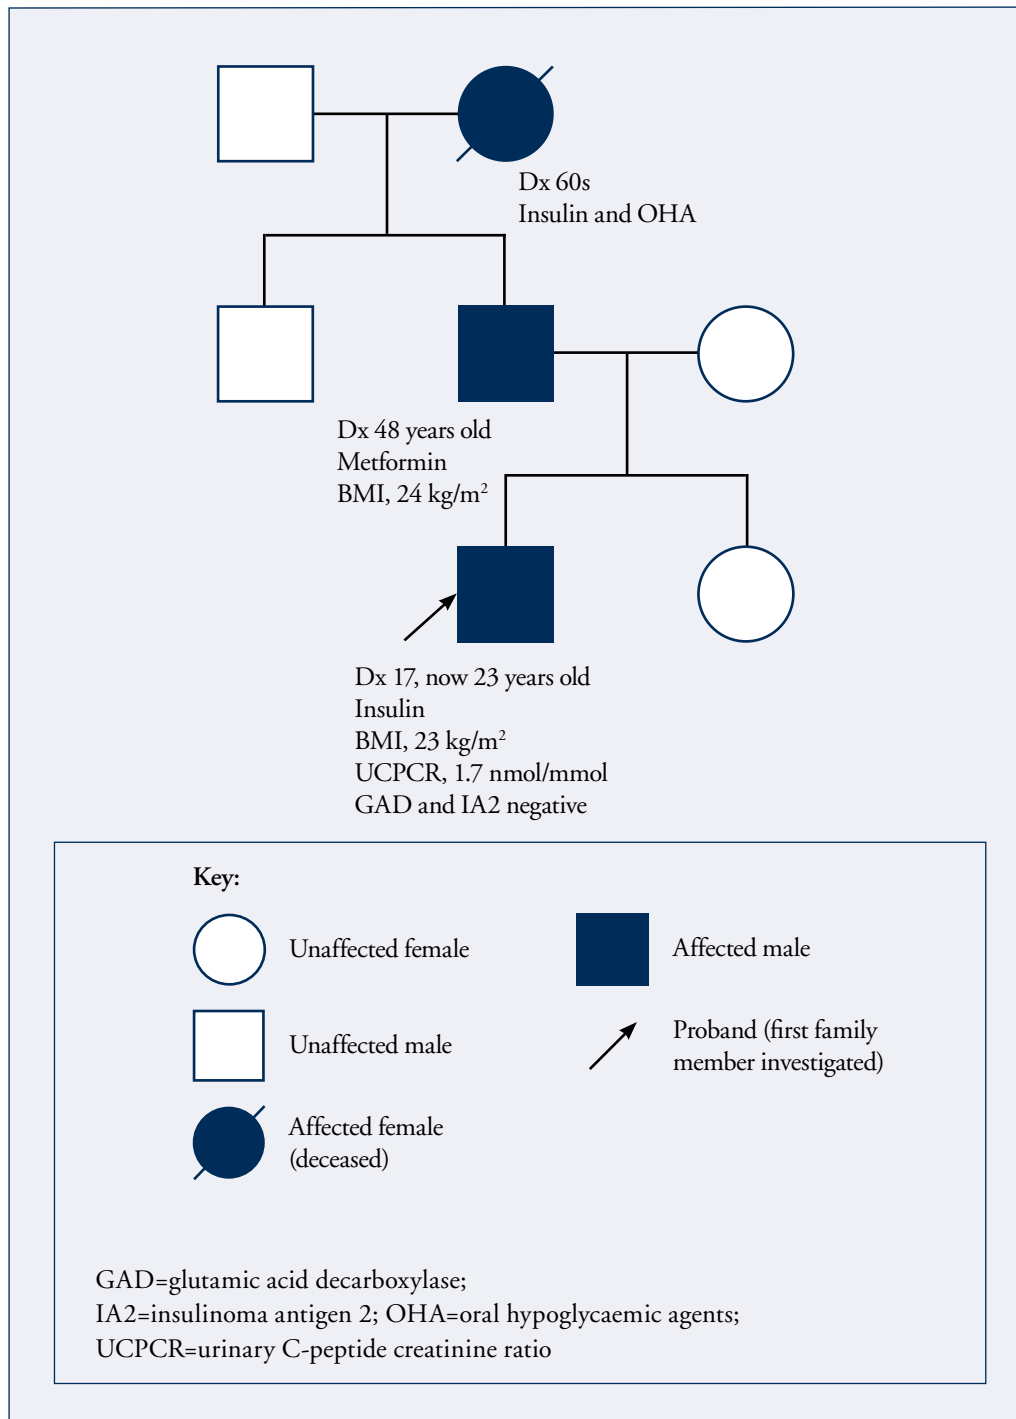 Dx 60s
Insulin and OHA
Dx 48 years old
Metformin
BMI, 24 kg/m²
Dx 17, now 23 years old
Insulin
BMI, 23 kg/m²
UCPCR, 1.7 nmol/mmol
GAD and IA2 negative
Key:
Unaffected female
Affected male
Unaffected male
Proband (first family
member investigated)
Affected female
(deceased)
GAD=glutamic acid decarboxylase;
IA2=insulinoma antigen 2; OHA=oral hypoglycaemic agents;
UCPCR=urinary C-peptide creatinine ratio